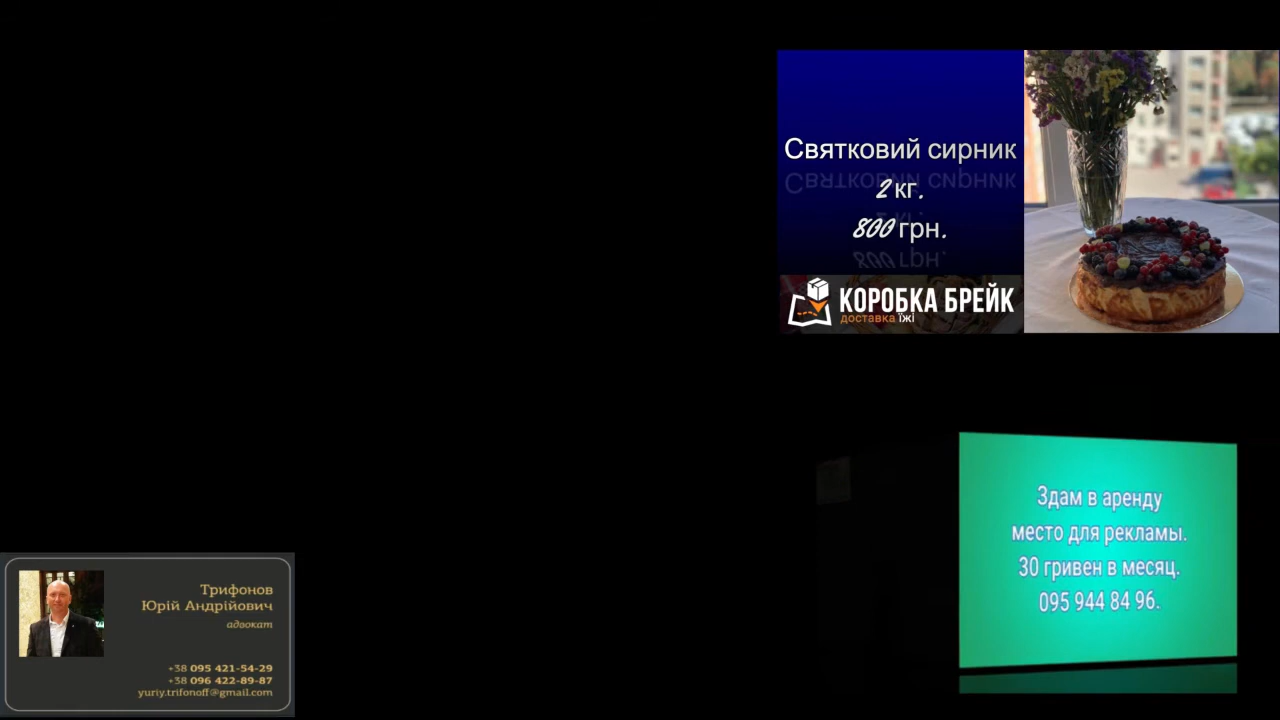 Святковий сирник
2 кг.
800 грн.
КОРОБКА БРЕЙК
доставка їжі
Здам в аренду
место для рекламы.
30 гривен в месяц.
095 944 84 96.
Трифонов
Юрій Андрійович
адвокат
+38 095 421-54-29
+38 096 422-89-87
yuriy.trifonoff@gmail.com